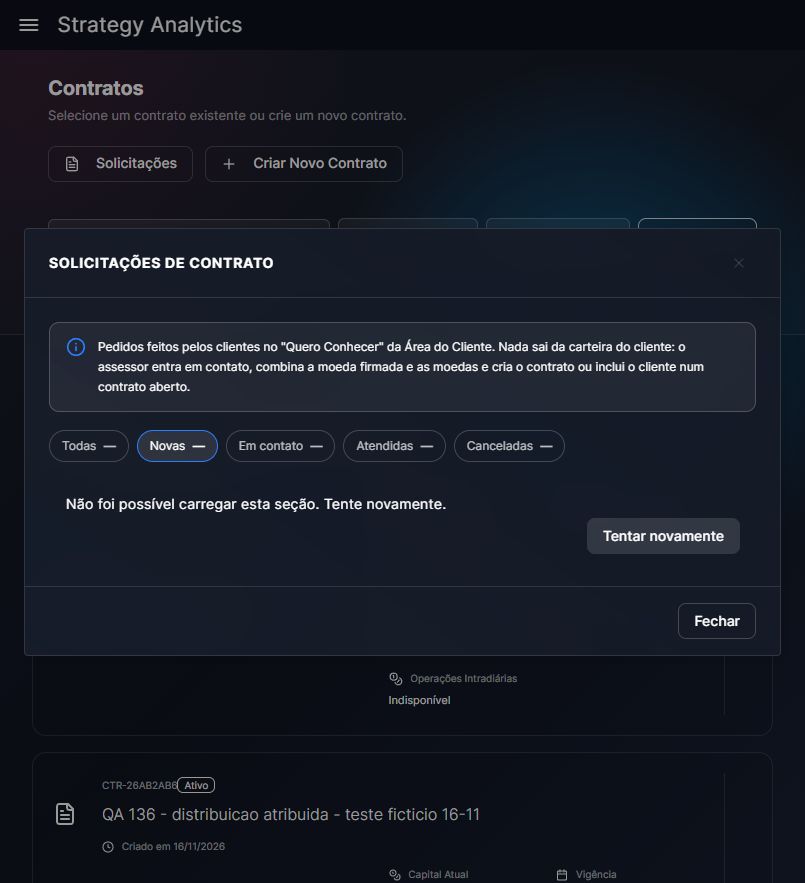 Strategy Analytics
Contratos
Selecione um contrato existente ou crie um novo contrato.
Solicitações
Criar Novo Contrato
SOLICITAÇÕES DE CONTRATO
Pedidos feitos pelos clientes no "Quero Conhecer" da Área do Cliente. Nada sai da carteira do cliente: o
assessor entra em contato, combina a moeda firmada e as moedas e cria o contrato ou inclui o cliente num
contrato aberto.
Todas —
Novas —
Em contato —
Atendidas —
Canceladas —
Não foi possível carregar esta seção. Tente novamente.
Tentar novamente
Fechar
Operações Intradiárias
Indisponível
CTR-26AB2AB6 Ativo
QA 136 - distribuicao atribuida - teste ficticio 16-11
Criado em 16/11/2026
Capital Atual
Vigência